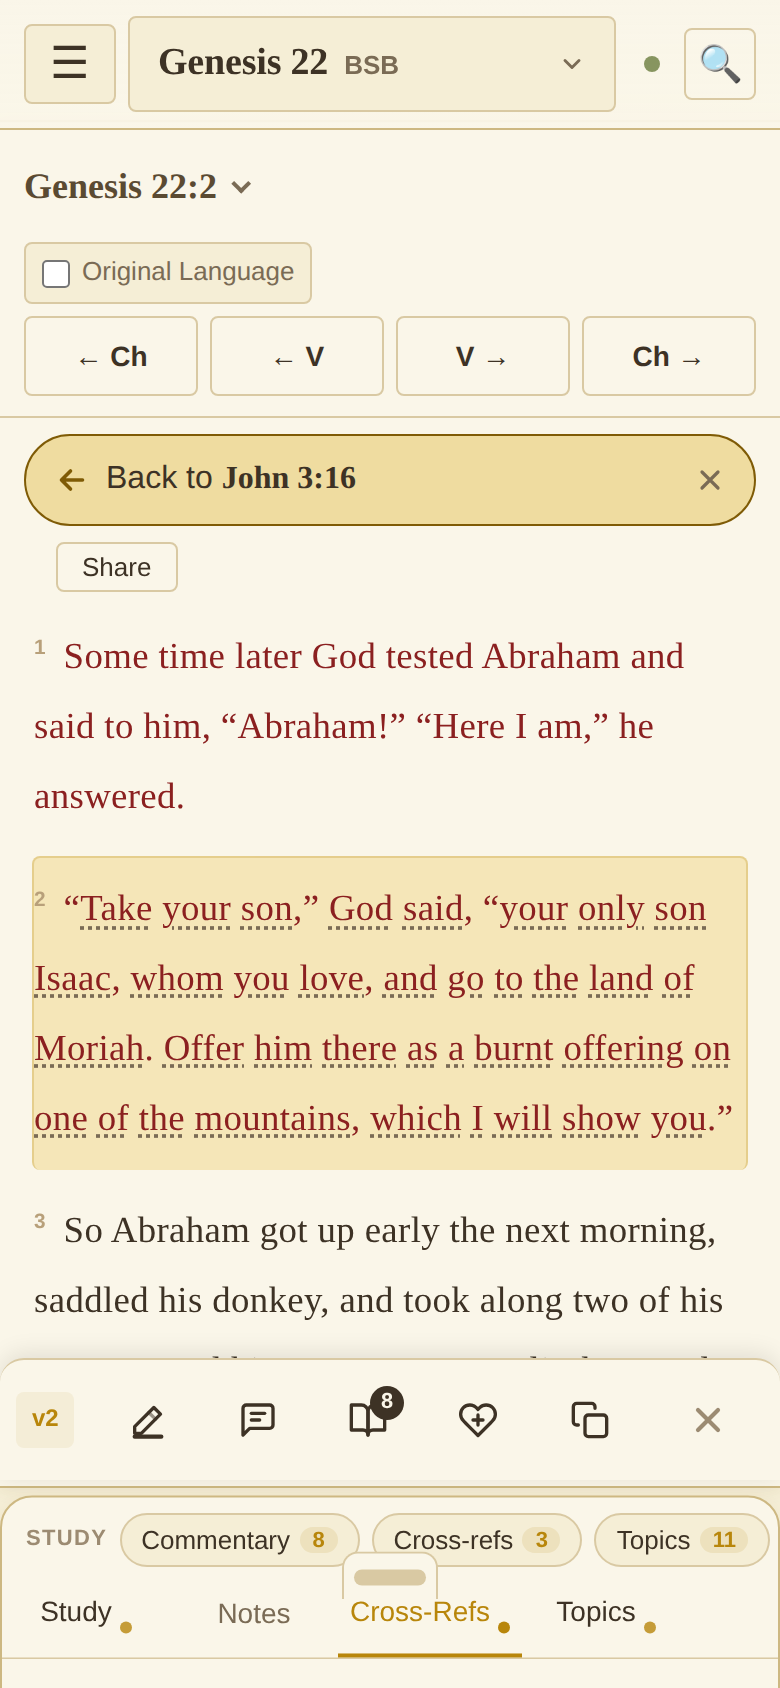 ☰ Genesis 22 BSB
Genesis 22:2
Original Language
← Ch ← V V → Ch →
← Back to John 3:16 ×
Share
1 Some time later God tested Abraham and
said to him, “Abraham!” “Here I am,” he
answered.
2 “Take your son,” God said, “your only son
Isaac, whom you love, and go to the land of
Moriah. Offer him there as a burnt offering on
one of the mountains, which I will show you.”
3 So Abraham got up early the next morning,
saddled his donkey, and took along two of his
v2 8
STUDY Commentary 8 Cross-refs 3 Topics 11
Study Notes Cross-Refs Topics